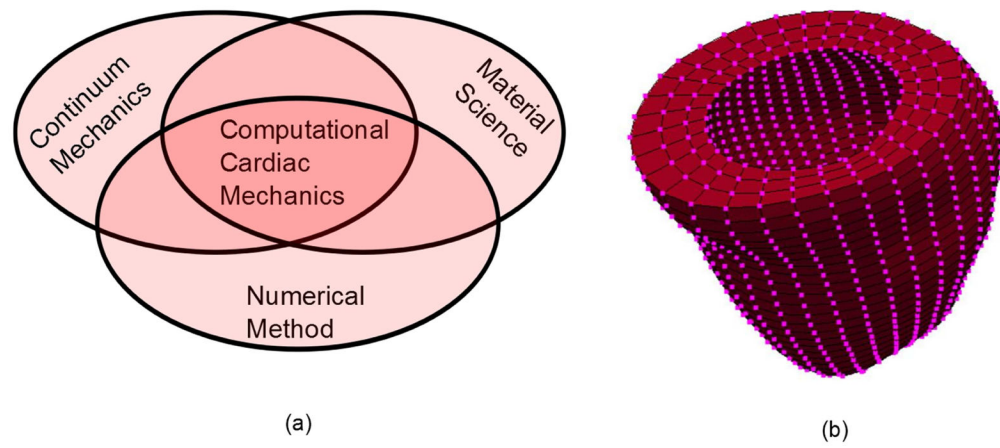 Continuum
Mechanics
Material
Science
Computational
Cardiac
Mechanics
Numerical
Method
(a)
(b)